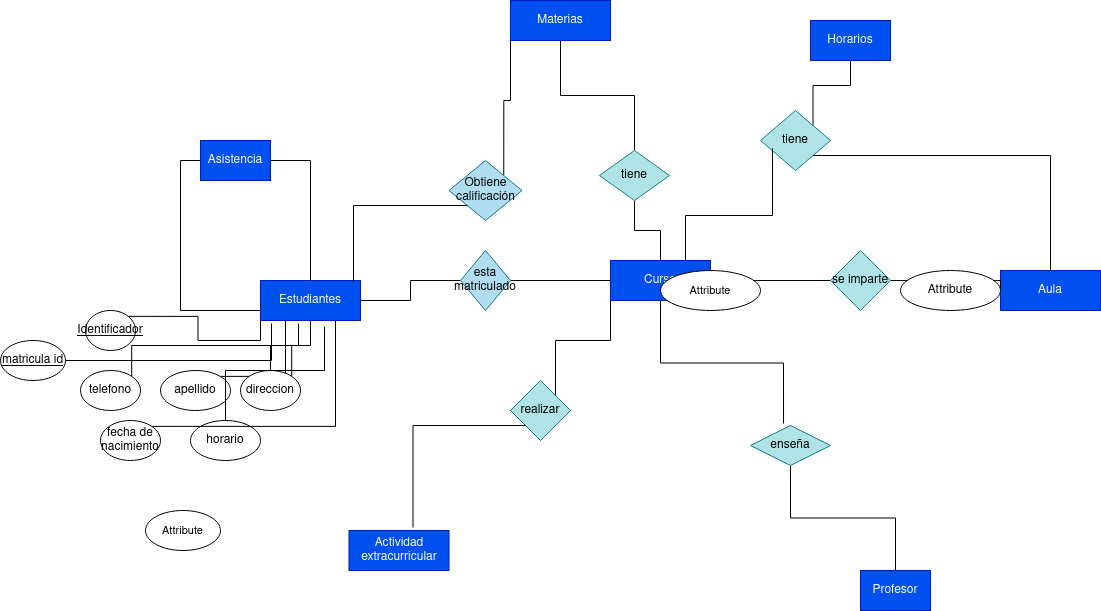 Materias
Horarios
tiene
Asistencia
tiene
Obtiene
calificación
esta
matriculado
Curs
Attribute
se imparte
Attribute
Aula
Estudiantes
Identificador
matricula id
telefono
apellido
direccion
realizar
fecha de
nacimiento
horario
enseña
Attribute
Actividad
extracurricular
Profesor